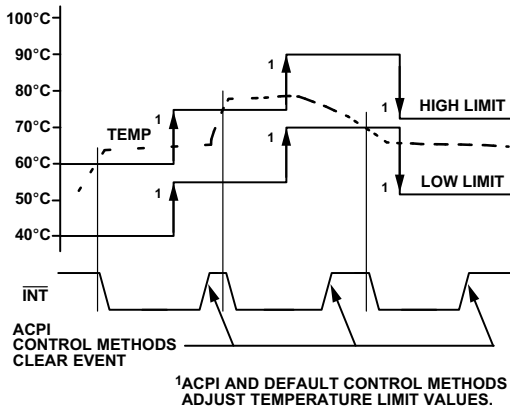 100°C
90°C
80°C
70°C
60°C
50°C
40°C
1
1
1
HIGH LIMIT
TEMP
1
1
1
LOW LIMIT
INT
ACPI
CONTROL METHODS
CLEAR EVENT
1ACPI AND DEFAULT CONTROL METHODS
ADJUST TEMPERATURE LIMIT VALUES.